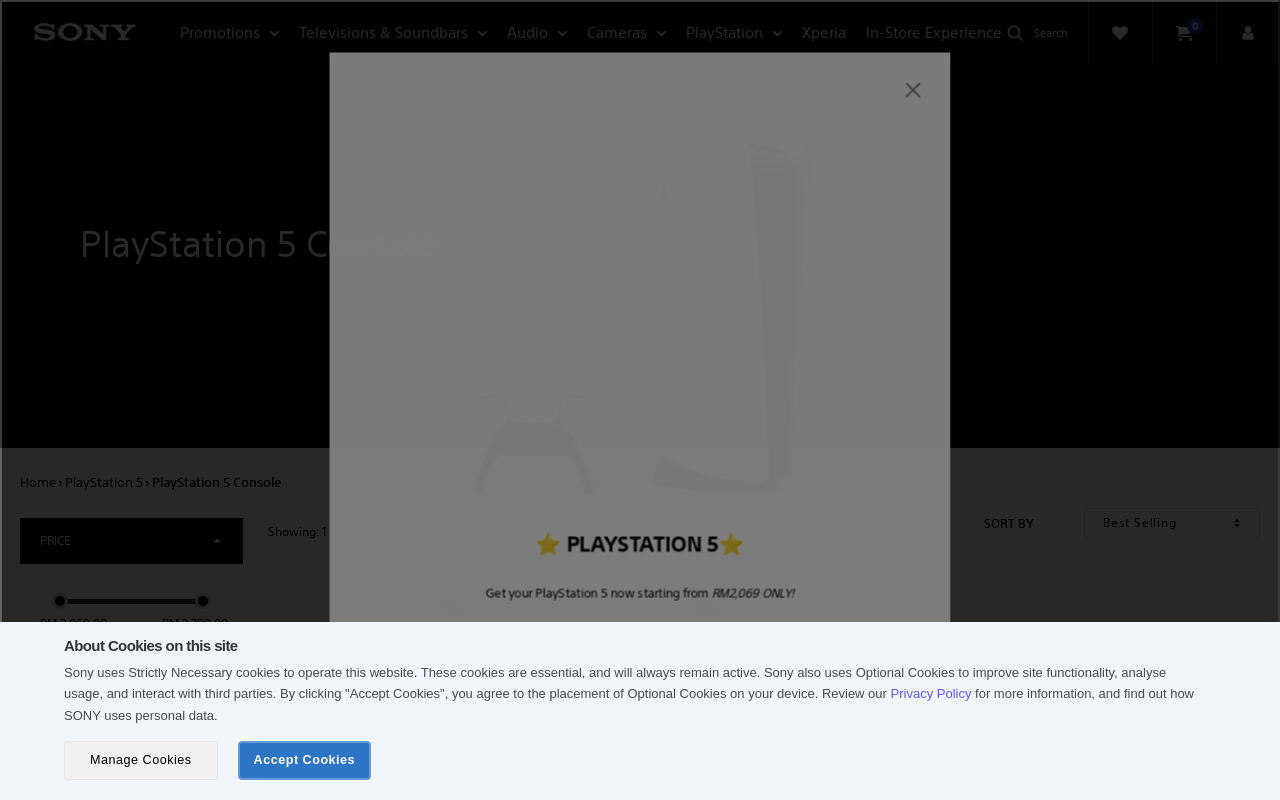 SONY
Promotions
Televisions & Soundbars
Audio
Cameras
PlayStation
Xperia
In-Store Experience
Search
0
PlayStation 5 C
Home › PlayStation 5 › PlayStation 5 Console
PRICE
Showing: 1
SORT BY
Best Selling
⭐ PLAYSTATION 5⭐
Get your PlayStation 5 now starting from RM2,069 ONLY!
About Cookies on this site
Sony uses Strictly Necessary cookies to operate this website. These cookies are essential, and will always remain active. Sony also uses Optional Cookies to improve site functionality, analyse
usage, and interact with third parties. By clicking "Accept Cookies", you agree to the placement of Optional Cookies on your device. Review our Privacy Policy for more information, and find out how
SONY uses personal data.
Manage Cookies
Accept Cookies